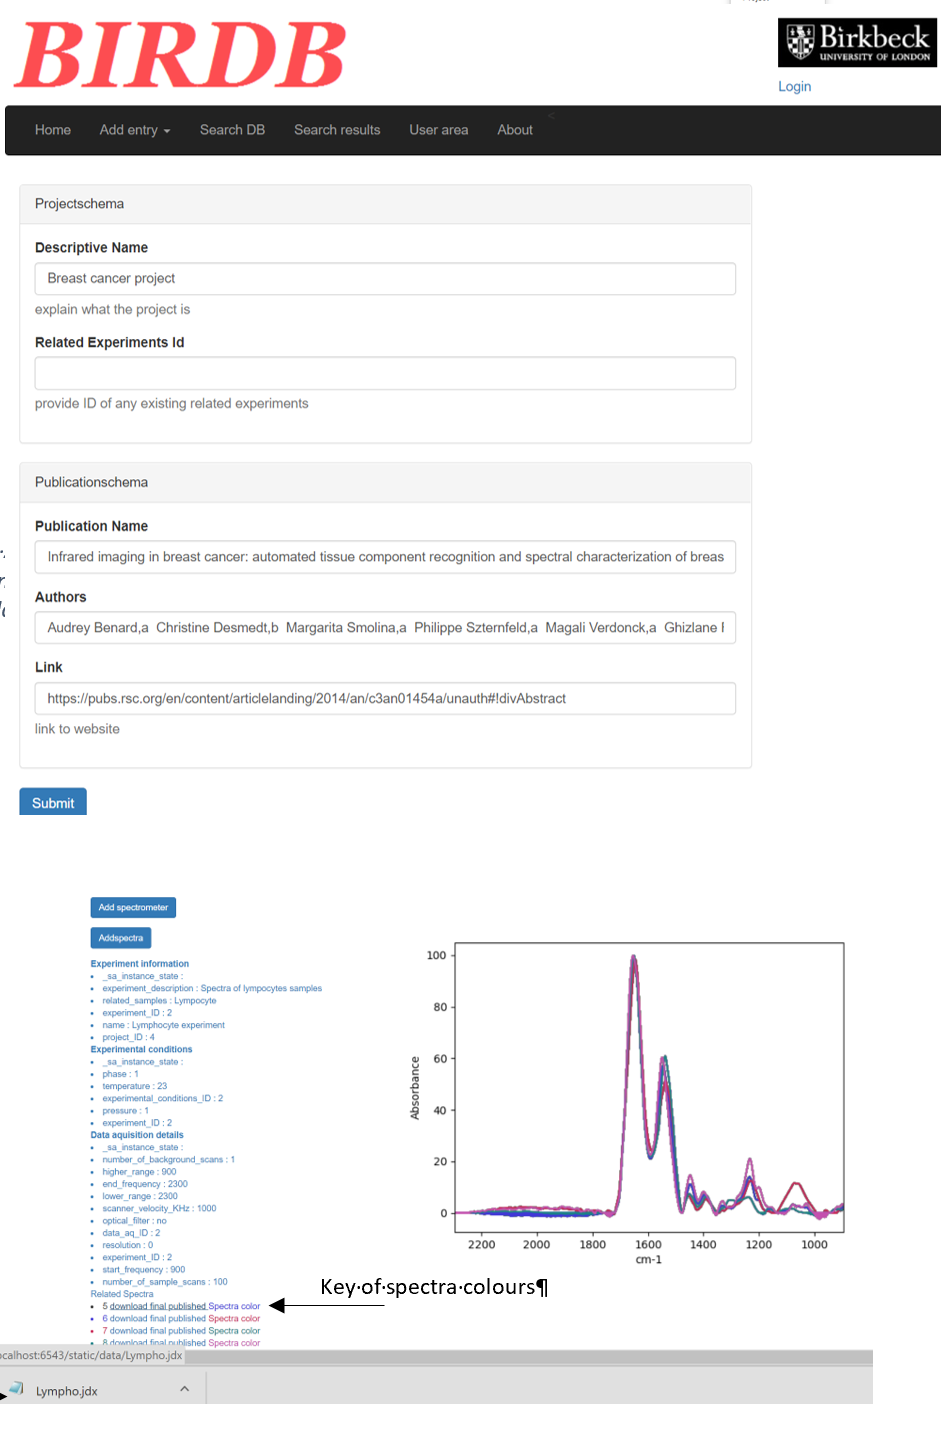 BIRDB
Birkbeck
UNIVERSITY OF LONDON
Login
Home Add entry Search DB Search results User area About <
Projectschema
Descriptive Name
Breast cancer project
explain what the project is
Related Experiments Id
provide ID of any existing related experiments
Publicationschema
Publication Name
Infrared imaging in breast cancer: automated tissue component recognition and spectral characterization of breas
Authors
Audrey Benard,a Christine Desmedt,b Margarita Smolina,a Philippe Szternfeld,a Magali Verdonck,a Ghizlane
Link
https://pubs.rsc.org/en/content/articlelanding/2014/an/c3an01454a/unauth#!divAbstract
link to website
Submit
Add spectrometer
Addspectra
Experiment information
_sa_instance_state :
experiment_description : Spectra of lympocytes samples
related_samples : Lympocyte
experiment_ID : 2
name : Lymphocyte experiment
project_ID : 4
Experimental conditions
_sa_instance_state :
phase : 1
temperature : 23
experimental_conditions_ID : 2
pressure : 1
experiment_ID : 2
Data aquisition details
_sa_instance_state :
number_of_background_scans : 1
higher_range : 900
end_frequency : 2300
lower_range : 2300
scanner_velocity_KHz : 1000
optical_filter : no
data_aq_ID : 2
resolution : 0
experiment_ID : 2
start_frequency : 900
number_of_sample_scans : 100
Related Spectra
5 download final published Spectra color
6 download final published Spectra color
7 download final published Spectra color
8 download final published Spectra color
100
80
60
40
20
0
Absorbance
2200 2000 1800 1600 1400 1200 1000
cm-1
Key·of·spectra·colours¶
ocalhost:6543/static/data/Lympho.jdx
Lympho.jdx